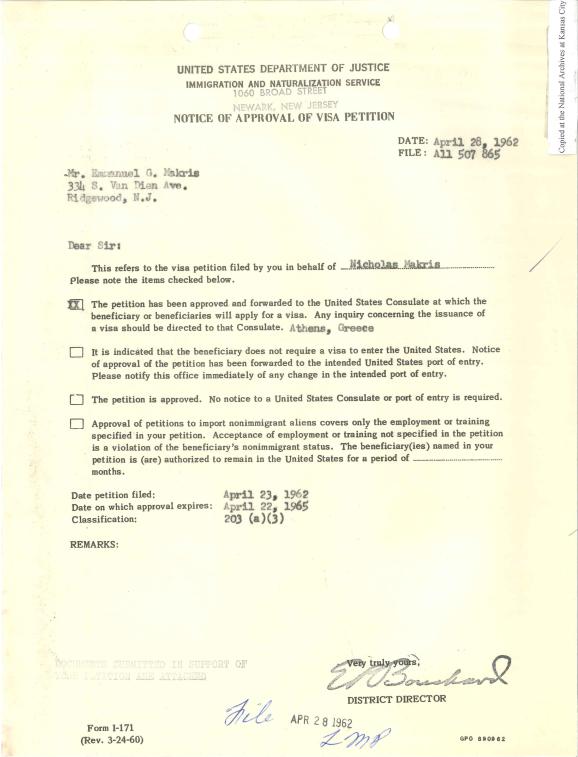 Copied at the National Archives at Kansas City
UNITED STATES DEPARTMENT OF JUSTICE
IMMIGRATION AND NATURALIZATION SERVICE
1060 BROAD STREET
NEWARK, NEW JERSEY
NOTICE OF APPROVAL OF VISA PETITION
DATE: April 28, 1962
FILE: A11 507 865
Mr. Emmanuel G. Makris
334 S. Van Dien Ave.
Ridgewood, N.J.
Dear Sir:
This refers to the visa petition filed by you in behalf of Nicholas Makris
Please note the items checked below.
XX The petition has been approved and forwarded to the United States Consulate at which the
beneficiary or beneficiaries will apply for a visa. Any inquiry concerning the issuance of
a visa should be directed to that Consulate. Athens, Greece
It is indicated that the beneficiary does not require a visa to enter the United States. Notice
of approval of the petition has been forwarded to the intended United States port of entry.
Please notify this office immediately of any change in the intended port of entry.
The petition is approved. No notice to a United States Consulate or port of entry is required.
Approval of petitions to import nonimmigrant aliens covers only the employment or training
specified in your petition. Acceptance of employment or training not specified in the petition
is a violation of the beneficiary's nonimmigrant status. The beneficiary(ies) named in your
petition is (are) authorized to remain in the United States for a period of
months.
Date petition filed: April 23, 1962
Date on which approval expires: April 22, 1965
Classification: 203 (a)(3)
REMARKS:
DOCUMENTS SUBMITTED IN SUPPORT OF
YOUR PETITION ARE ATTACHED
Very truly yours,
DISTRICT DIRECTOR
File APR 28 1962
LMP
Form I-171
(Rev. 3-24-60)
GPO 890962